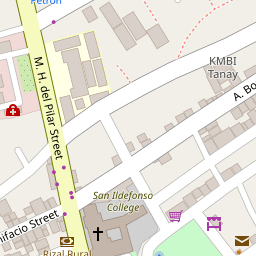 Petron
KMBI
Tanay
M. H. del Pilar Street
A. Bo
San Ildefonso
College
nifacio Street
Rizal Rural